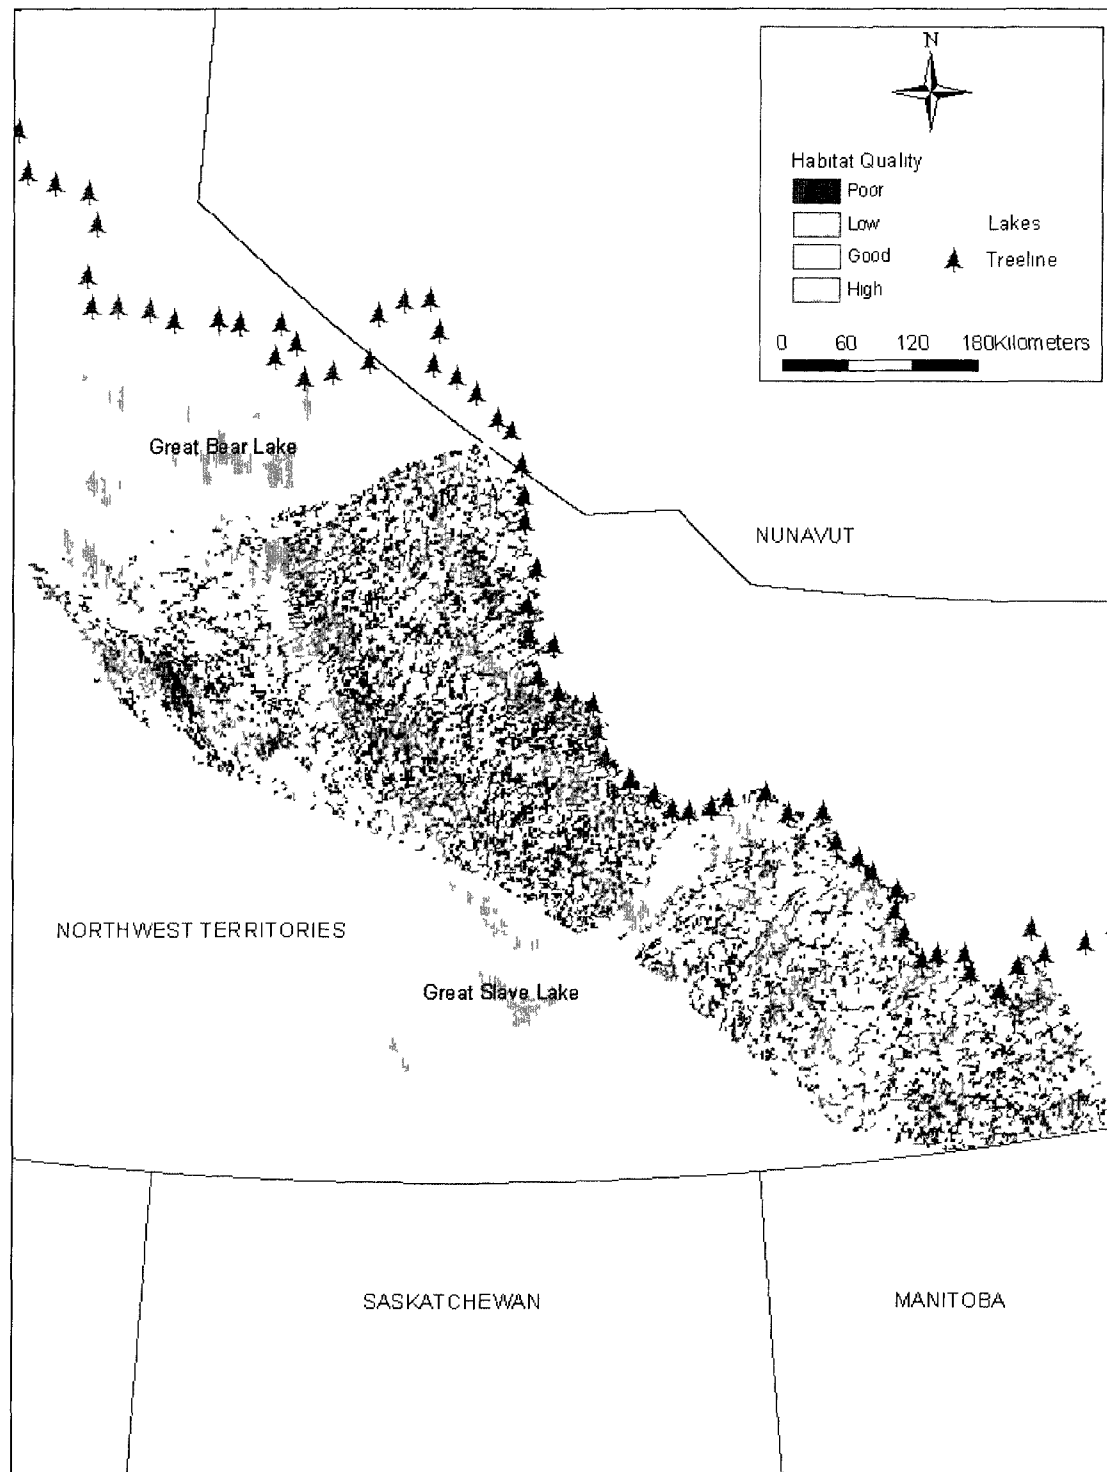 N
Habitat Quality
Poor
Low
Good
High
Lakes
Treeline
0 60 120 180Kilometers
Great Bear Lake
NUNAVUT
NORTHWEST TERRITORIES
Great Slave Lake
SASKATCHEWAN
MANITOBA